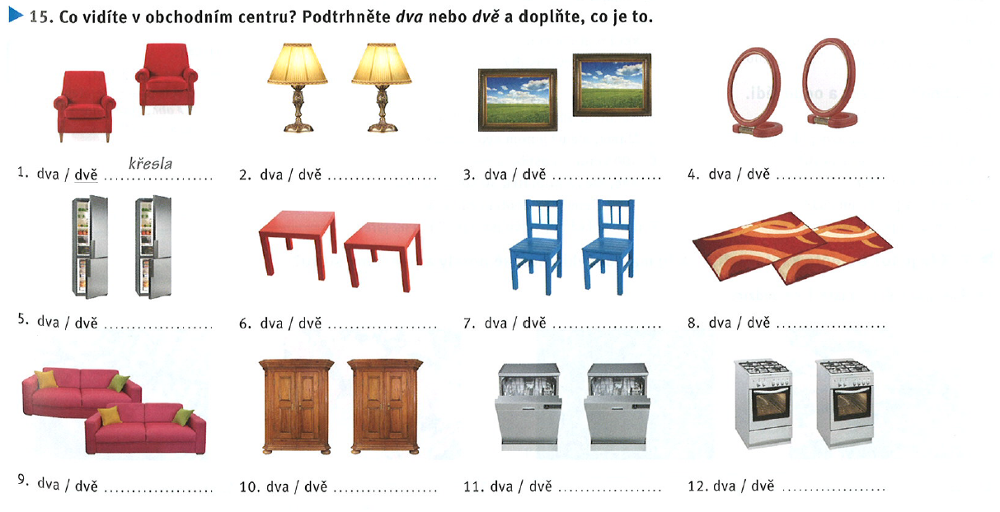 15. Co vidíte v obchodním centru? Podtrhněte dva nebo dvě a doplňte, co je to.
křesla
1. dva / dvě ....................
2. dva / dvě ....................
3. dva / dvě ....................
4. dva / dvě ....................
5. dva / dvě ....................
6. dva / dvě ....................
7. dva / dvě ....................
8. dva / dvě ....................
9. dva / dvě ....................
10. dva / dvě ....................
11. dva / dvě ....................
12. dva / dvě ....................